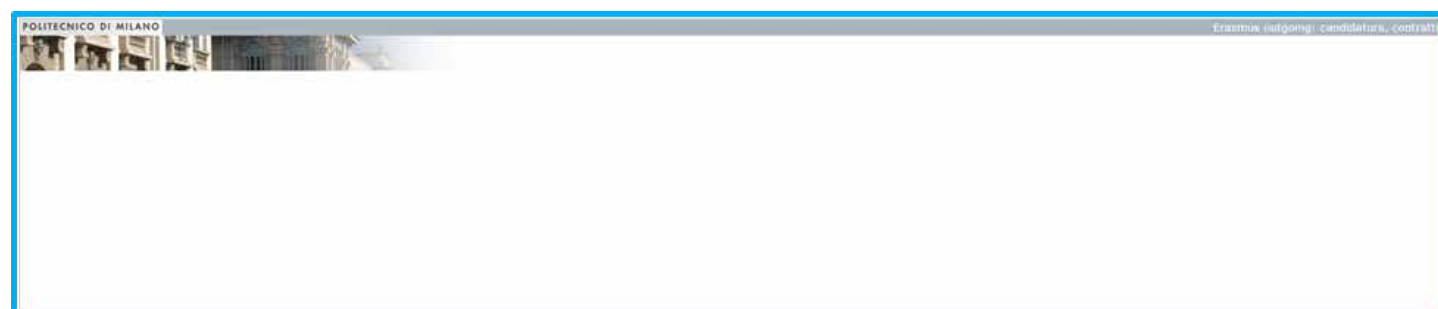 POLITECNICO DI MILANO
Erasmus outgoing: candidatura, contratti